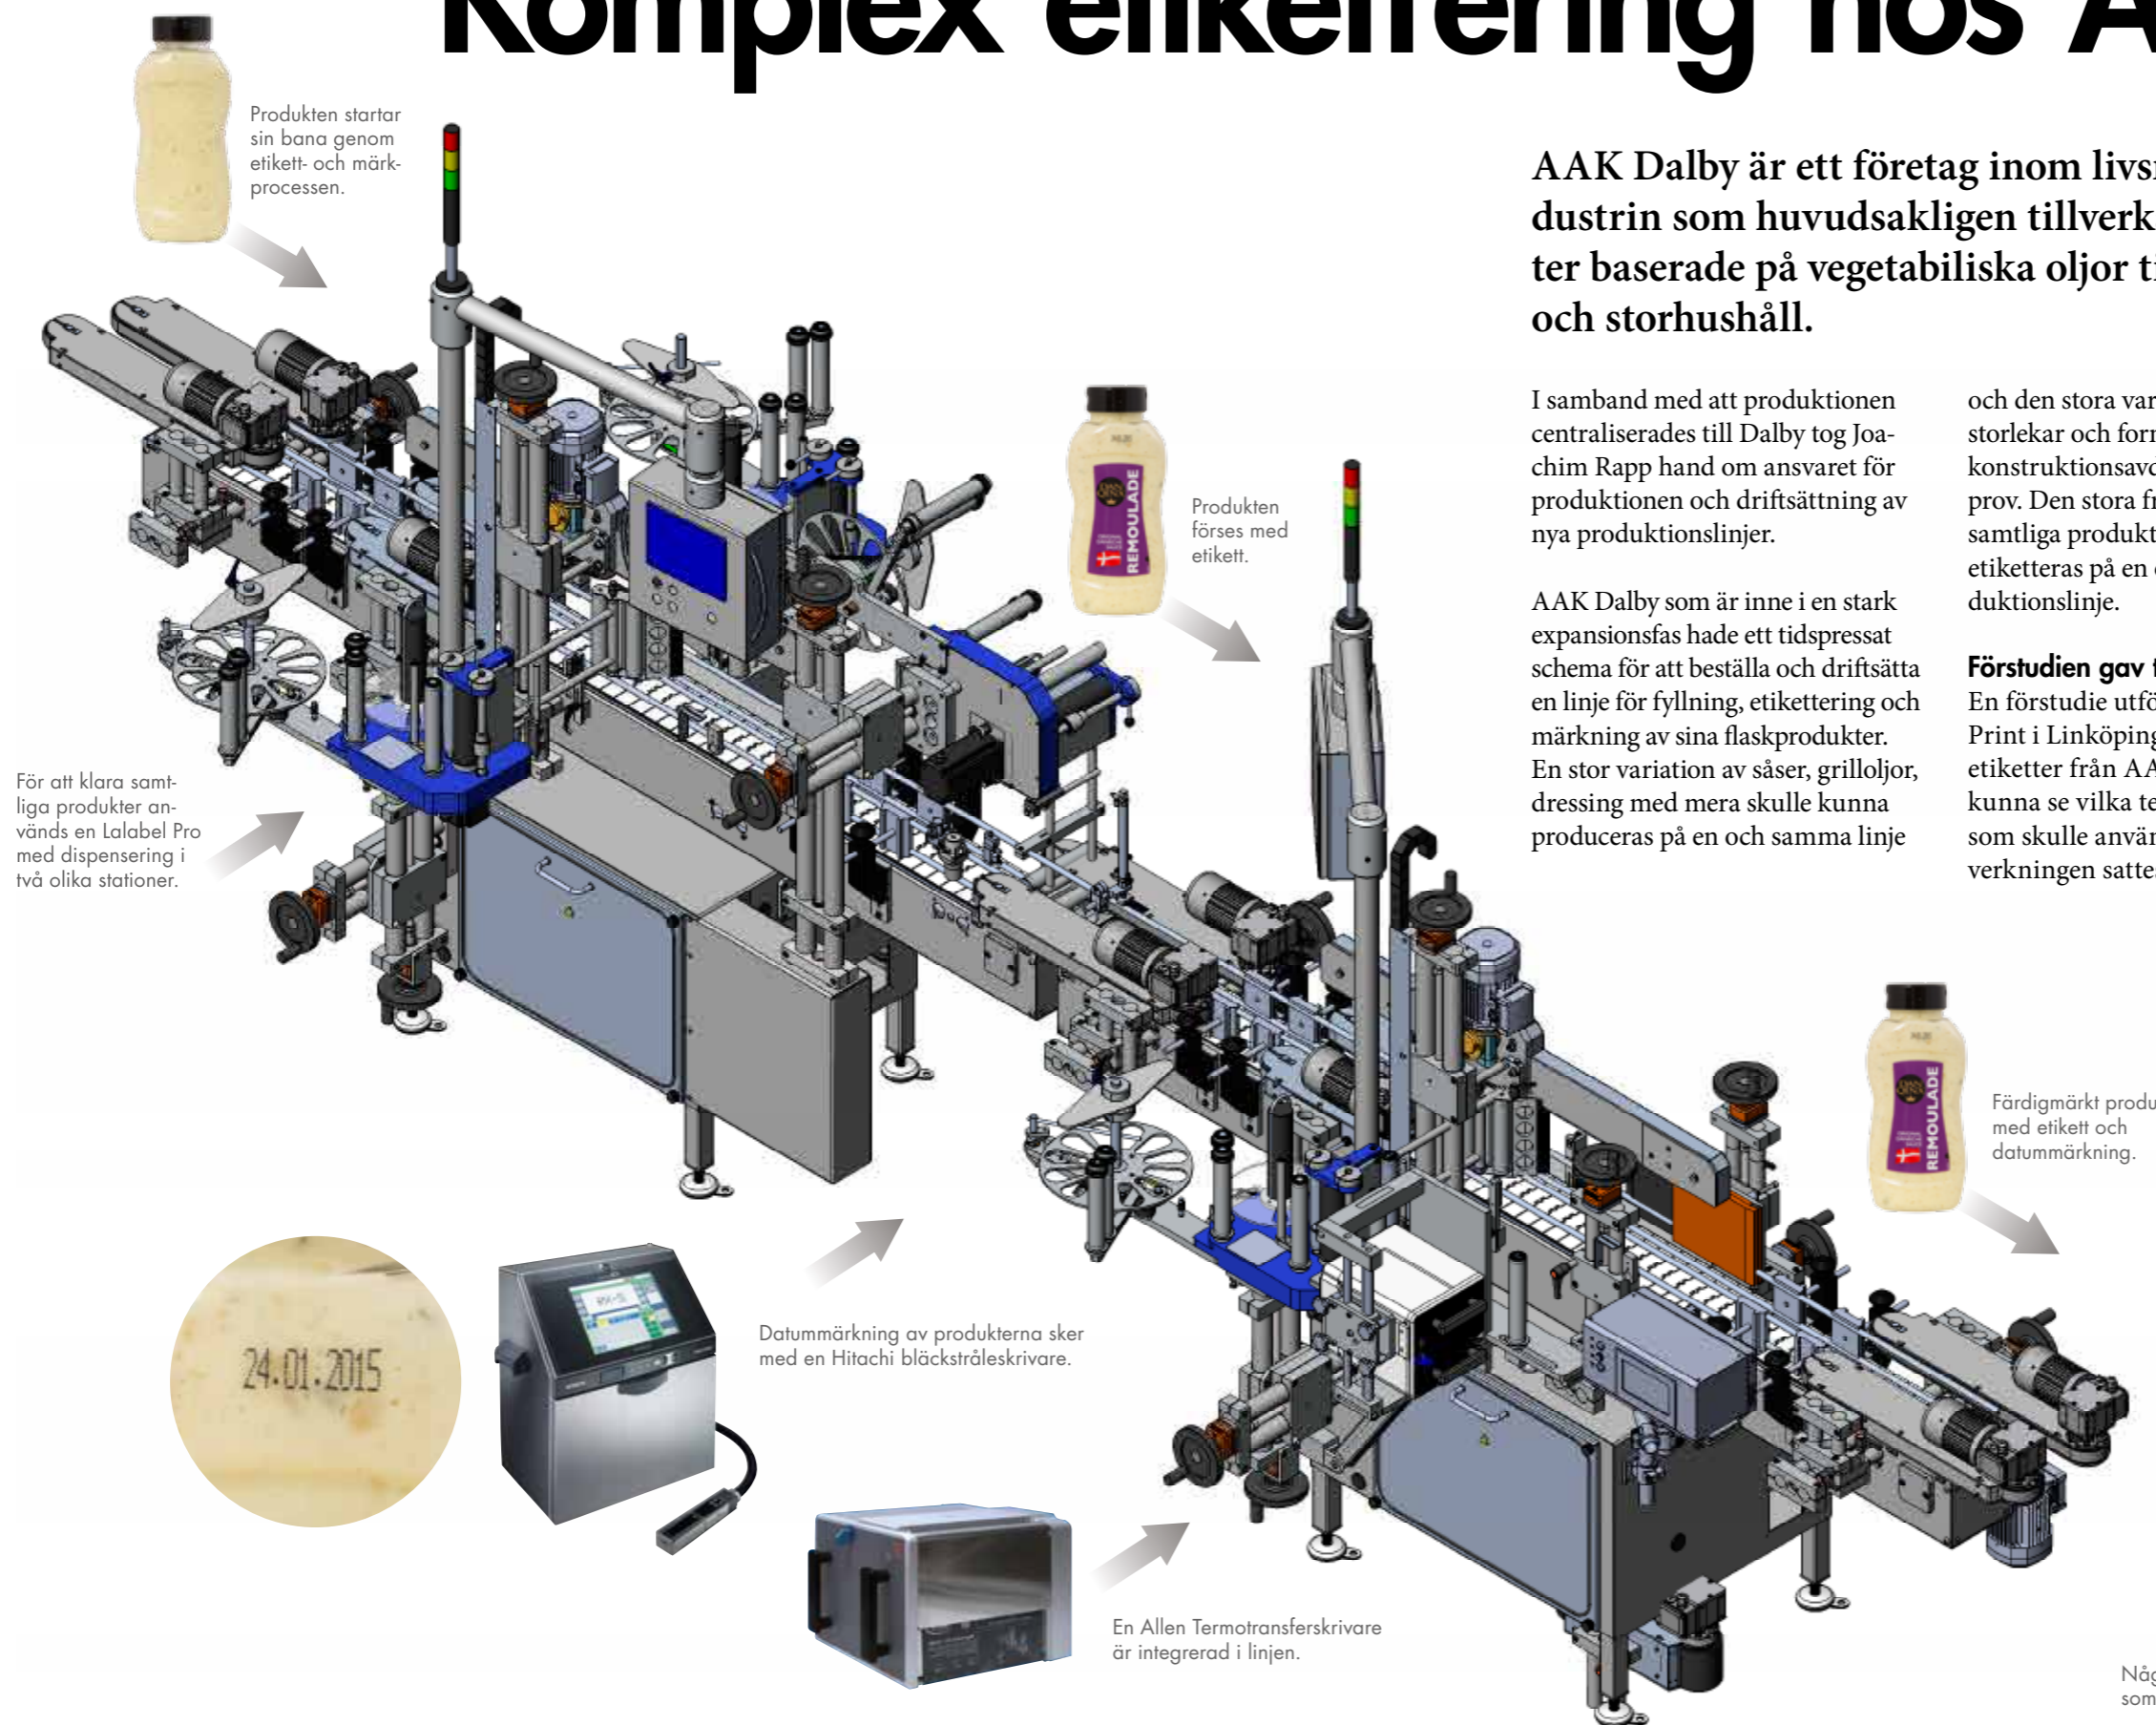 Komplex etikettering hos A
Produkten startar
sin bana genom
etikett- och märk-
processen.
AAK Dalby är ett företag inom livs
dustrin som huvudsakligen tillverk
ter baserade på vegetabiliska oljor ti
och storhushåll.
I samband med att produktionen
centraliserades till Dalby tog Joa-
chim Rapp hand om ansvaret för
produktionen och driftsättning av
nya produktionslinjer.
AAK Dalby som är inne i en stark
expansionsfas hade ett tidspressat
schema för att beställa och driftsätta
en linje för fyllning, etikettering och
märkning av sina flaskprodukter.
En stor variation av såser, grilloljor,
dressing med mera skulle kunna
produceras på en och samma linje
och den stora var
storlekar och for
konstruktionsavd
prov. Den stora fr
samtliga produkt
etiketteras på en
duktionslinje.
Förstudien gav
En förstudie utfö
Print i Linköping
etiketter från AA
kunna se vilka te
som skulle använ
verkningen satte
Produkten
förses med
etikett.
REMOULADE
För att klara samt-
liga produkter an-
vänds en Lalabel Pro
med dispensering i
två olika stationer.
Färdigmärkt produ
med etikett och
datummärkning.
REMOULADE
24.01.2015
Datummärkning av produkterna sker
med en Hitachi bläckstråleskrivare.
En Allen Termotransferskrivare
är integrerad i linjen.
Någ
som